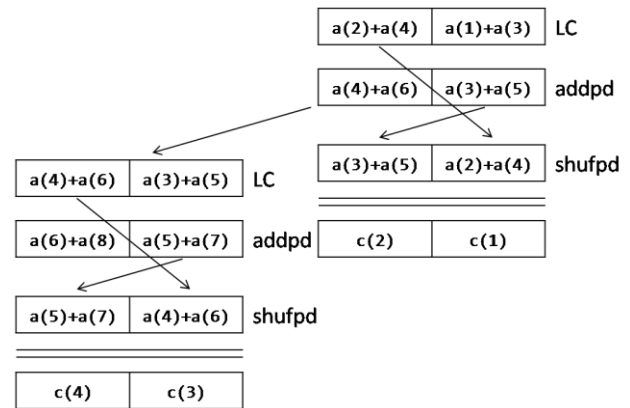 a(2)+a(4) a(1)+a(3) LC
a(4)+a(6) a(3)+a(5) addpd
a(3)+a(5) a(2)+a(4) shufpd
c(2) c(1)
a(4)+a(6) a(3)+a(5) LC
a(6)+a(8) a(5)+a(7) addpd
a(5)+a(7) a(4)+a(6) shufpd
c(4) c(3)